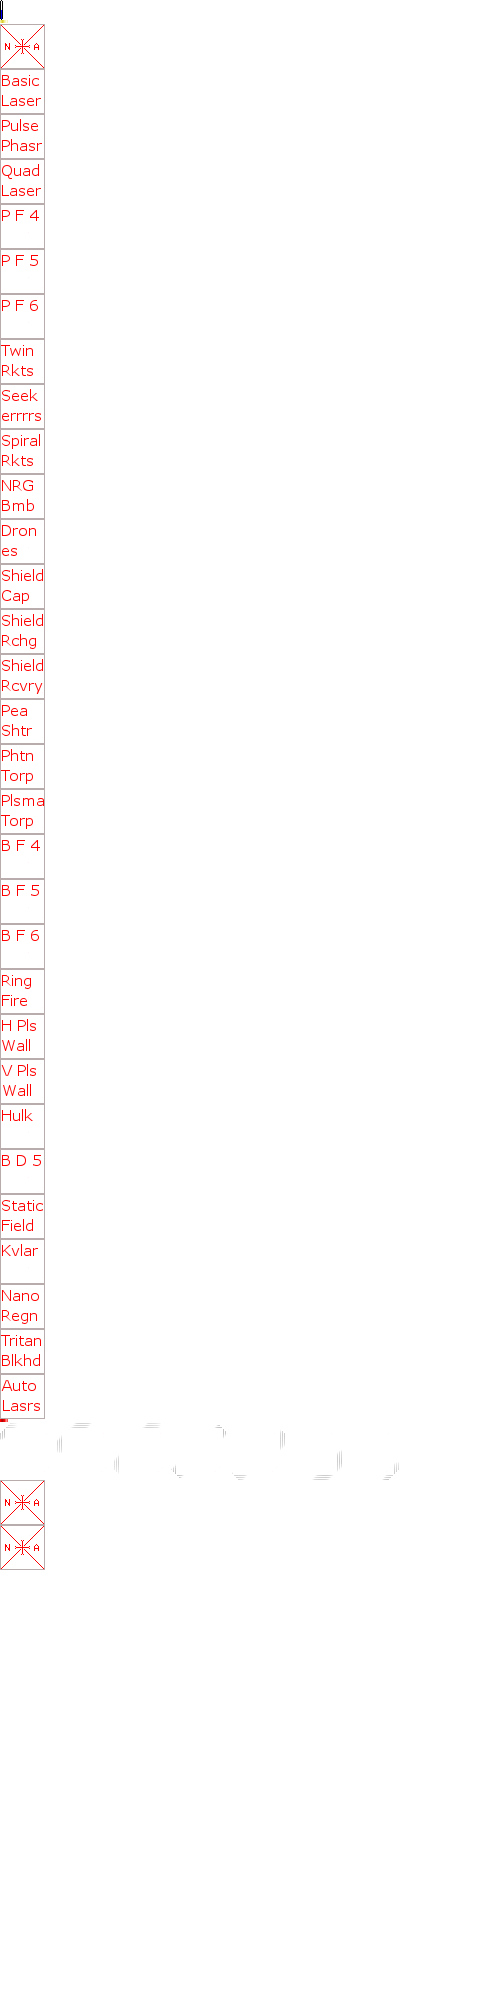 N A
Basic
Laser
Pulse
Phasr
Quad
Laser
P F 4
P F 5
P F 6
Twin
Rkts
Seek
errrrs
Spiral
Rkts
NRG
Bmb
Dron
es
Shield
Cap
Shield
Rchg
Shield
Rcvry
Pea
Shtr
Phtn
Torp
Plsma
Torp
B F 4
B F 5
B F 6
Ring
Fire
H Pls
Wall
V Pls
Wall
Hulk
B D 5
Static
Field
Kvlar
Nano
Regn
Tritan
Blkhd
Auto
Lasrs
N A
N A